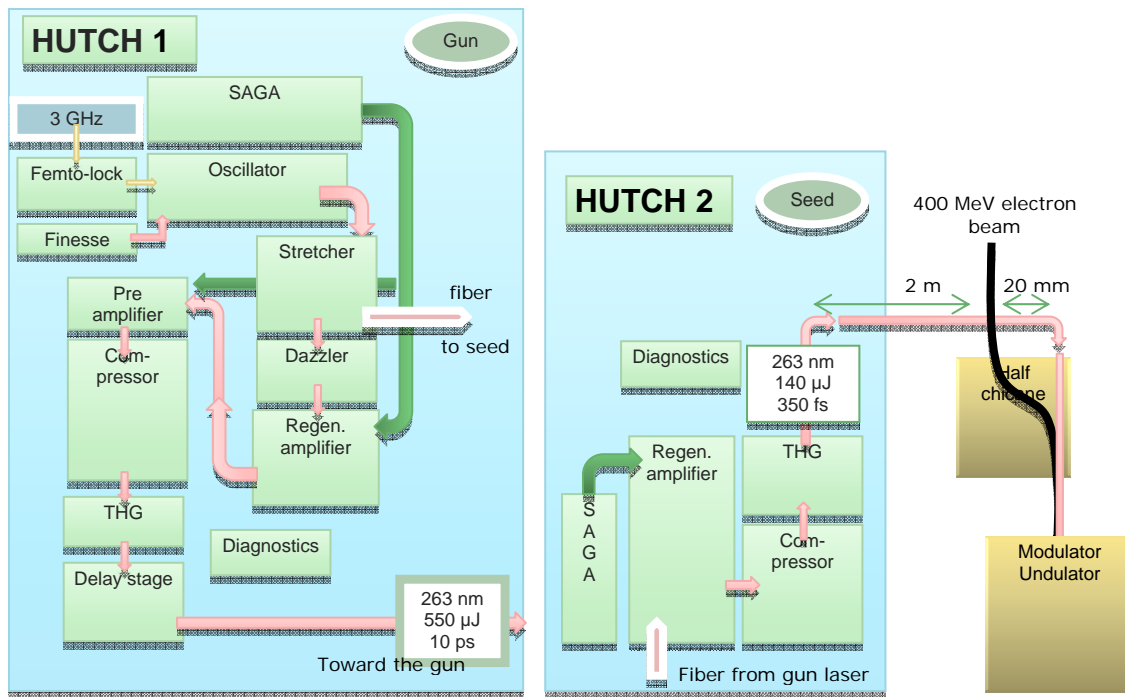 HUTCH 1
Gun
SAGA
3 GHz
Femto-lock
Oscillator
Finesse
Stretcher
Pre
amplifier
fiber
to seed
Com-
pressor
Dazzler
Regen.
amplifier
THG
Diagnostics
Delay stage
263 nm
550 µJ
10 ps
Toward the gun
HUTCH 2
Seed
400 MeV electron
beam
2 m
20 mm
Diagnostics
263 nm
140 µJ
350 fs
Half
chicane
Regen.
amplifier
THG
S
A
G
A
Com-
pressor
Modulator
Undulator
Fiber from gun laser